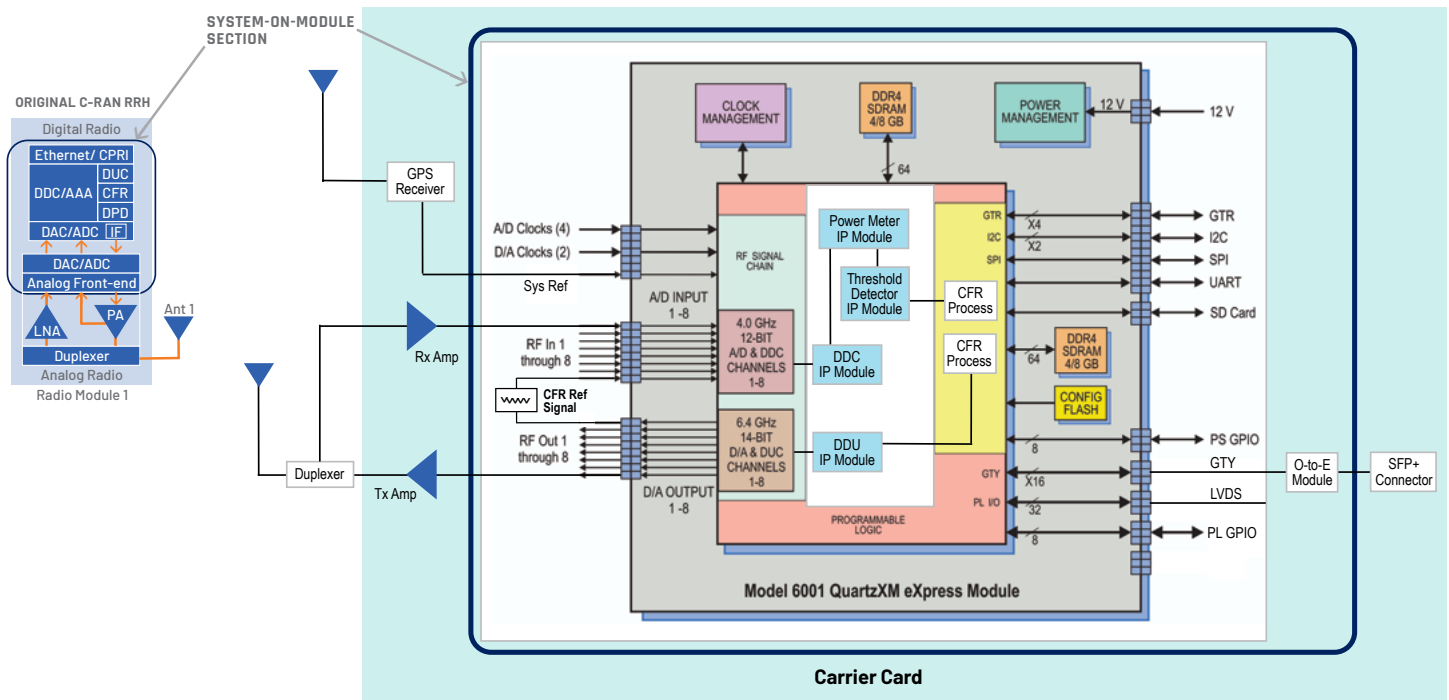 SYSTEM-ON-MODULE
SECTION
ORIGINAL C-RAN RRH
Digital Radio
Ethernet/ CPRI
DDC/AAA
DUC
CFR
DPD
DAC/ADC
IF
DAC/ADC
Analog Front-end
LNA
PA
Ant 1
Duplexer
Analog Radio
Radio Module 1
GPS
Receiver
A/D Clocks (4)
D/A Clocks (2)
Sys Ref
Rx Amp
RF In 1
through 8
CFR Ref
Signal
RF Out 1
through 8
Duplexer
Tx Amp
A/D INPUT
1 -8
D/A OUTPUT
1 -8
CLOCK
MANAGEMENT
DDR4
SDRAM
4/8 GB
64
POWER
MANAGEMENT
12 V
12 V
RF SIGNAL
CHAIN
4.0 GHz
12-BIT
A/D & DDC
CHANNELS
1-8
6.4 GHz
14-BIT
D/A & DUC
CHANNELS
1-8
Power Meter
IP Module
Threshold
Detector
IP Module
DDC
IP Module
DDU
IP Module
CFR
Process
CFR
Process
PROGRAMMABLE
LOGIC
GTR
X4
GTR
I2C
X2
I2C
SPI
SPI
UART
SD Card
64
DDR4
SDRAM
4/8 GB
CONFIG
FLASH
8
PS GPIO
GTY
X16
GTY
PL I/O
32
LVDS
8
PL GPIO
O-to-E
Module
SFP+
Connector
Model 6001 QuartzXM eXpress Module
Carrier Card